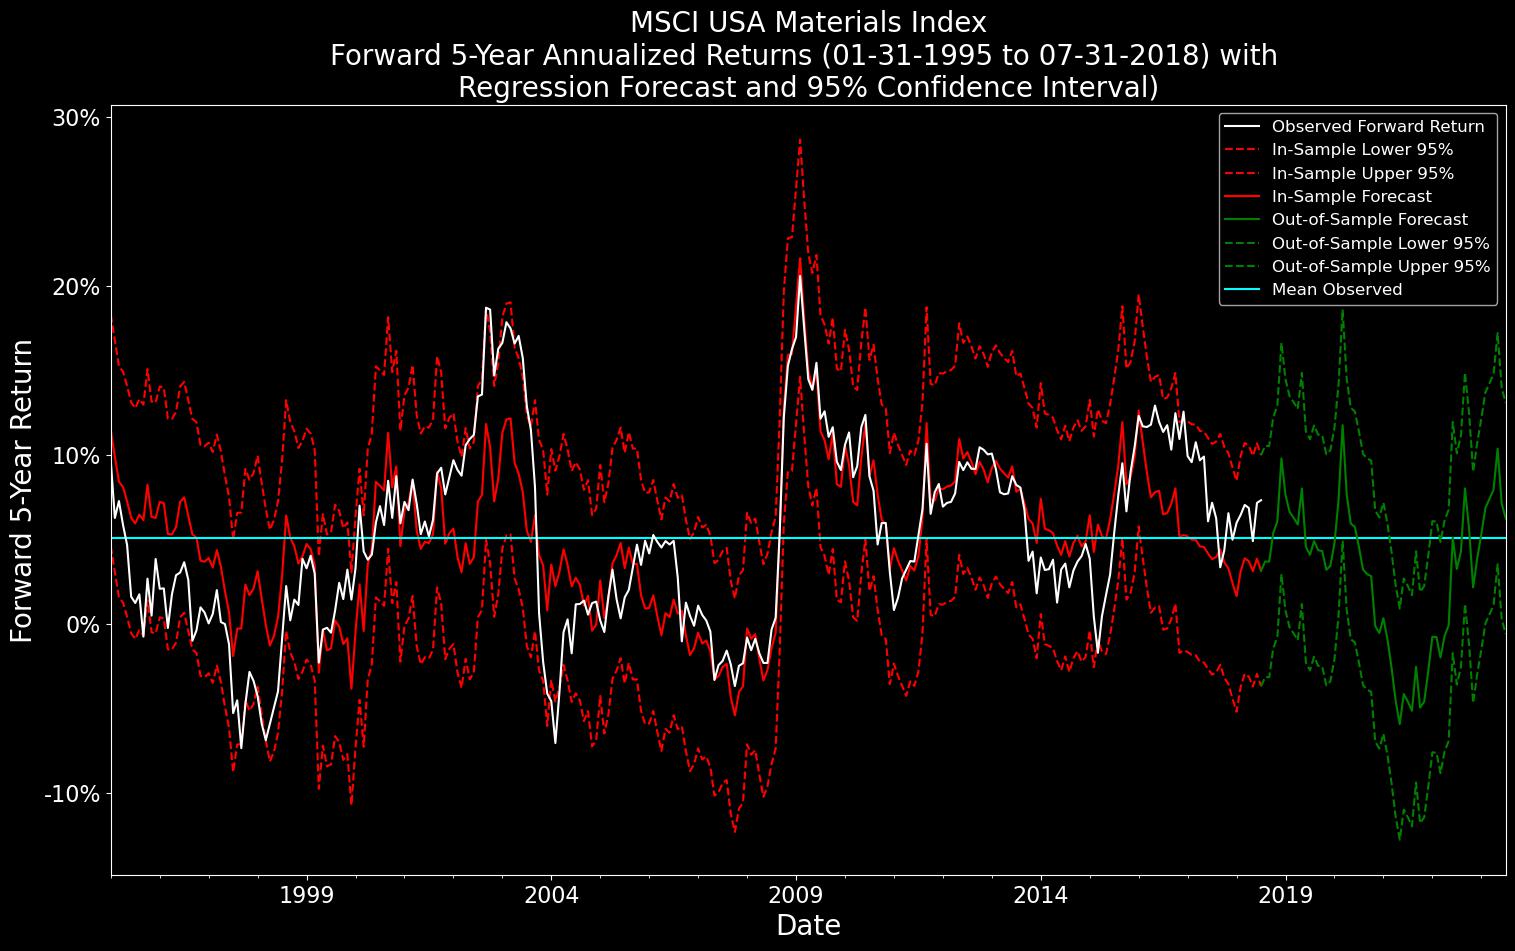 MSCI USA Materials Index
Forward 5-Year Annualized Returns (01-31-1995 to 07-31-2018) with
Regression Forecast and 95% Confidence Interval)
30%
20%
10%
0%
-10%
Forward 5-Year Return
Observed Forward Return
In-Sample Lower 95%
In-Sample Upper 95%
In-Sample Forecast
Out-of-Sample Forecast
Out-of-Sample Lower 95%
Out-of-Sample Upper 95%
Mean Observed
1999
2004
2009
2014
2019
Date